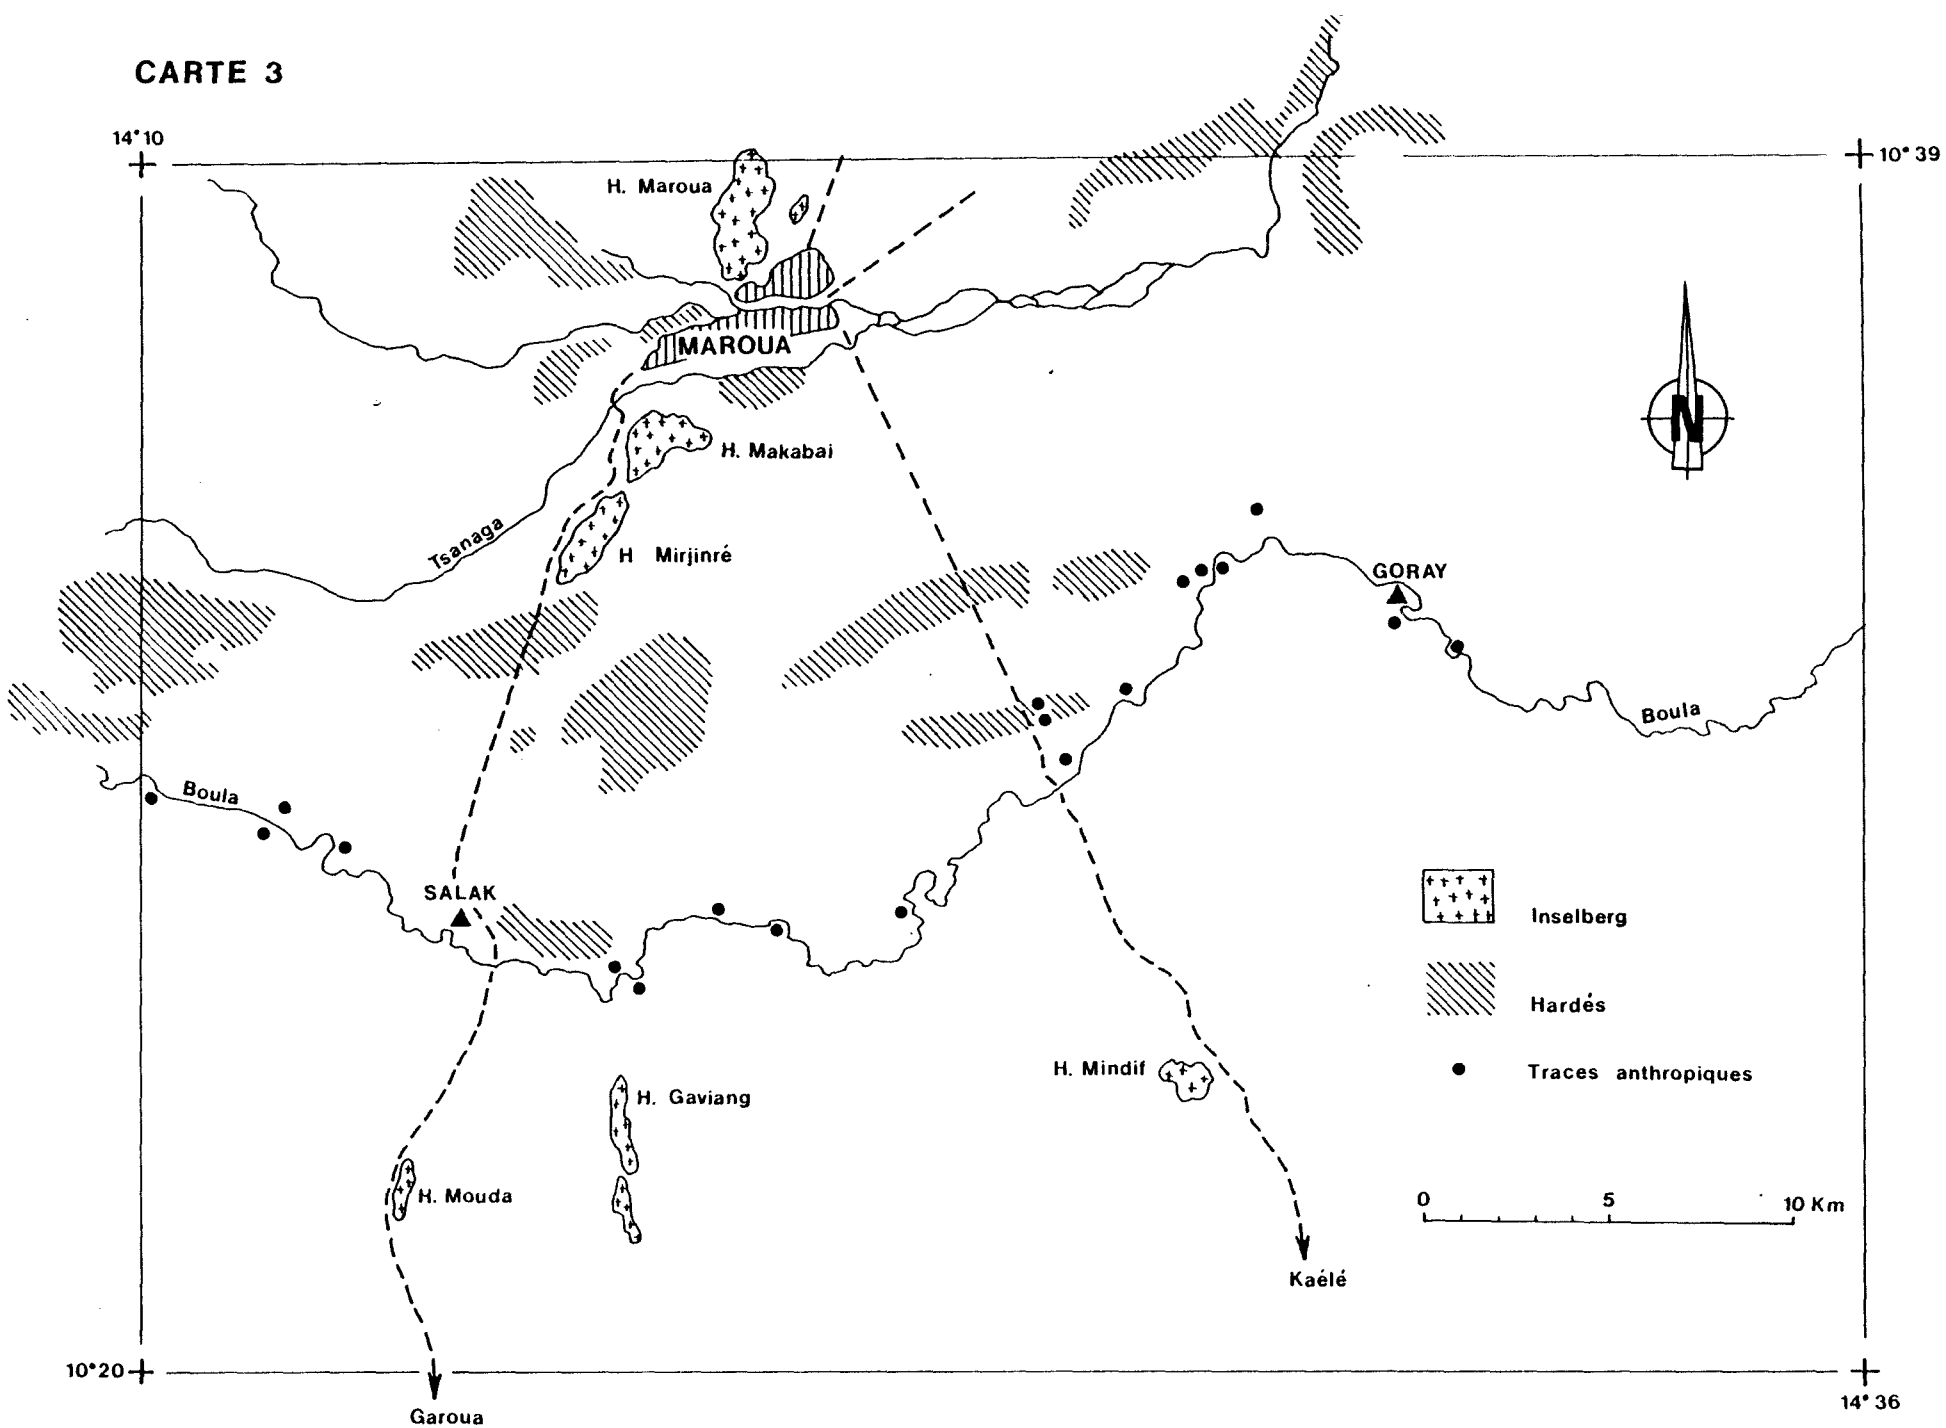 CARTE 3
14°10
10°39
H. Maroua
MAROUA
N
H. Makabai
Tsanaga
H Mirjinré
GORAY
Boula
Boula
SALAK
Inselberg
Hardés
H. Mindif
Traces anthropiques
H. Gaviang
H. Mouda
0 5 10 Km
Kaélé
10°20
14°36
Garoua